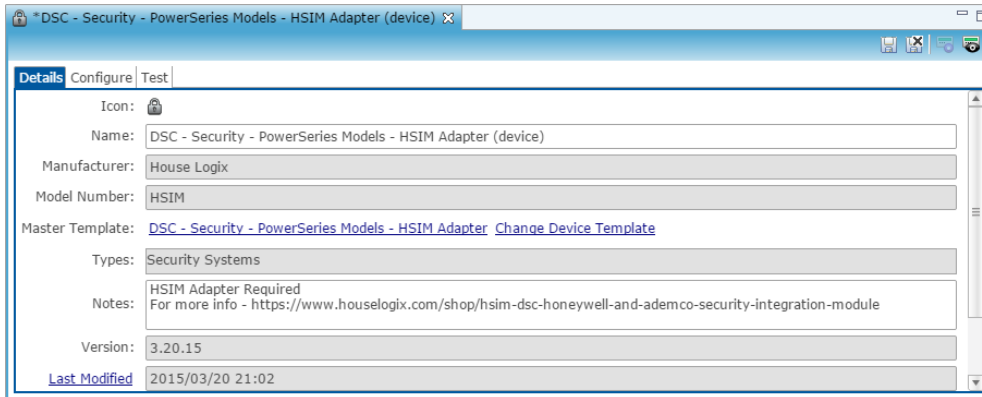 *DSC - Security - PowerSeries Models - HSIM Adapter (device)
Details Configure Test
Icon:
Name: DSC - Security - PowerSeries Models - HSIM Adapter (device)
Manufacturer: House Logix
Model Number: HSIM
Master Template: DSC - Security - PowerSeries Models - HSIM Adapter Change Device Template
Types: Security Systems
Notes: HSIM Adapter Required
For more info - https://www.houselogix.com/shop/hsim-dsc-honeywell-and-ademco-security-integration-module
Version: 3.20.15
Last Modified 2015/03/20 21:02